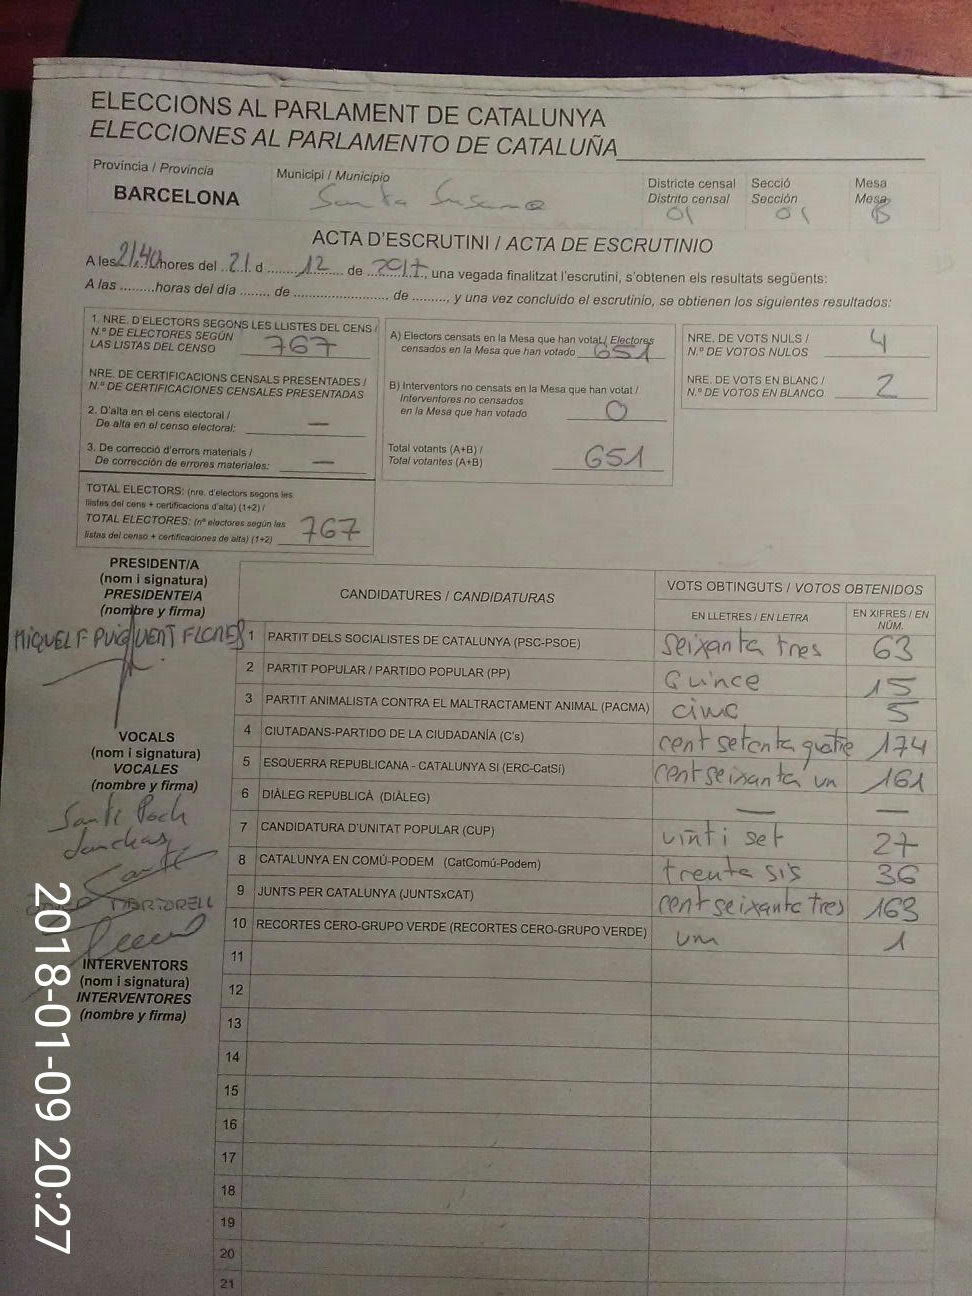 ELECCIONS AL PARLAMENT DE CATALUNYA
ELECCIONES AL PARLAMENTO DE CATALUÑA
Província / Provincia
BARCELONA
Municipi / Municipio
Santa Susanna
Districte censal
Distrito censal
01
Secció
Sección
01
Mesa
Mesa
B
ACTA D'ESCRUTINI / ACTA DE ESCRUTINIO
A les 21,40 hores del 21 d 12 de 2017, una vegada finalitzat l'escrutini, s'obtenen els resultats següents:
A las .........horas del día ........ de ........................ de ........., y una vez concluido el escrutinio, se obtienen los siguientes resultados:
1. NRE. D'ELECTORS SEGONS LES LLISTES DEL CENS /
N.º DE ELECTORES SEGÚN
LAS LISTAS DEL CENSO 767
NRE. DE CERTIFICACIONS CENSALS PRESENTADES /
N.º DE CERTIFICACIONES CENSALES PRESENTADAS
2. D'alta en el cens electoral /
De alta en el censo electoral: —
3. De correcció d'errors materials /
De corrección de errores materiales: —
TOTAL ELECTORS: (nre. d'electors segons les
llistes del cens + certificacions d'alta) (1+2) /
TOTAL ELECTORES: (nº electores según las
listas del censo + certificaciones de alta) (1+2) 767
A) Electors censats en la Mesa que han votat / Electores
censados en la Mesa que han votado 651
B) Interventors no censats en la Mesa que han votat /
Interventores no censados
en la Mesa que han votado 0
Total votants (A+B) /
Total votantes (A+B) 651
NRE. DE VOTS NULS /
N.º DE VOTOS NULOS 4
NRE. DE VOTS EN BLANC /
N.º DE VOTOS EN BLANCO 2
PRESIDENT/A
(nom i signatura)
PRESIDENTE/A
(nombre y firma)
VOCALS
(nom i signatura)
VOCALES
(nombre y firma)
Santi Poch
INTERVENTORS
(nom i signatura)
INTERVENTORES
(nombre y firma)
CANDIDATURES / CANDIDATURAS
VOTS OBTINGUTS / VOTOS OBTENIDOS
EN LLETRES / EN LETRA
EN XIFRES / EN NÚM.
1 PARTIT DELS SOCIALISTES DE CATALUNYA (PSC-PSOE) seixanta tres 63
2 PARTIT POPULAR / PARTIDO POPULAR (PP) Quince 15
3 PARTIT ANIMALISTA CONTRA EL MALTRACTAMENT ANIMAL (PACMA) cinc 5
4 CIUTADANS-PARTIDO DE LA CIUDADANÍA (C's) cent setenta quatre 174
5 ESQUERRA REPUBLICANA - CATALUNYA SI (ERC-CatSí) cent seixanta un 161
6 DIÀLEG REPUBLICÀ (DIÀLEG) — —
7 CANDIDATURA D'UNITAT POPULAR (CUP) vinti set 27
8 CATALUNYA EN COMÚ-PODEM (CatComú-Podem) trenta sis 36
9 JUNTS PER CATALUNYA (JUNTSxCAT) cent seixanta tres 163
10 RECORTES CERO-GRUPO VERDE (RECORTES CERO-GRUPO VERDE) un 1
11
12
13
14
15
16
17
18
19
20
21
2018-01-09 20:27